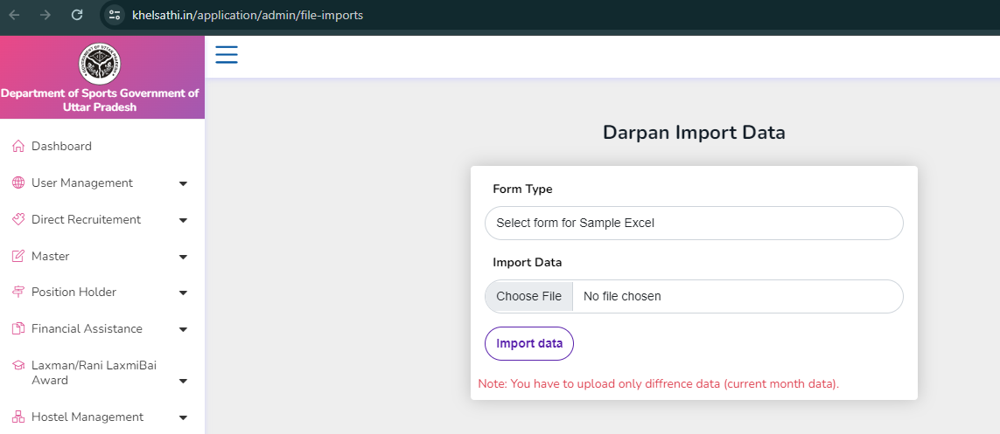 khelsathi.in/application/admin/file-imports
Department of Sports Government of
Uttar Pradesh
Dashboard
User Management
Direct Recruitement
Master
Position Holder
Financial Assistance
Laxman/Rani LaxmiBai
Award
Hostel Management
Darpan Import Data
Form Type
Select form for Sample Excel
Import Data
Choose File No file chosen
Import data
Note: You have to upload only diffrence data (current month data).